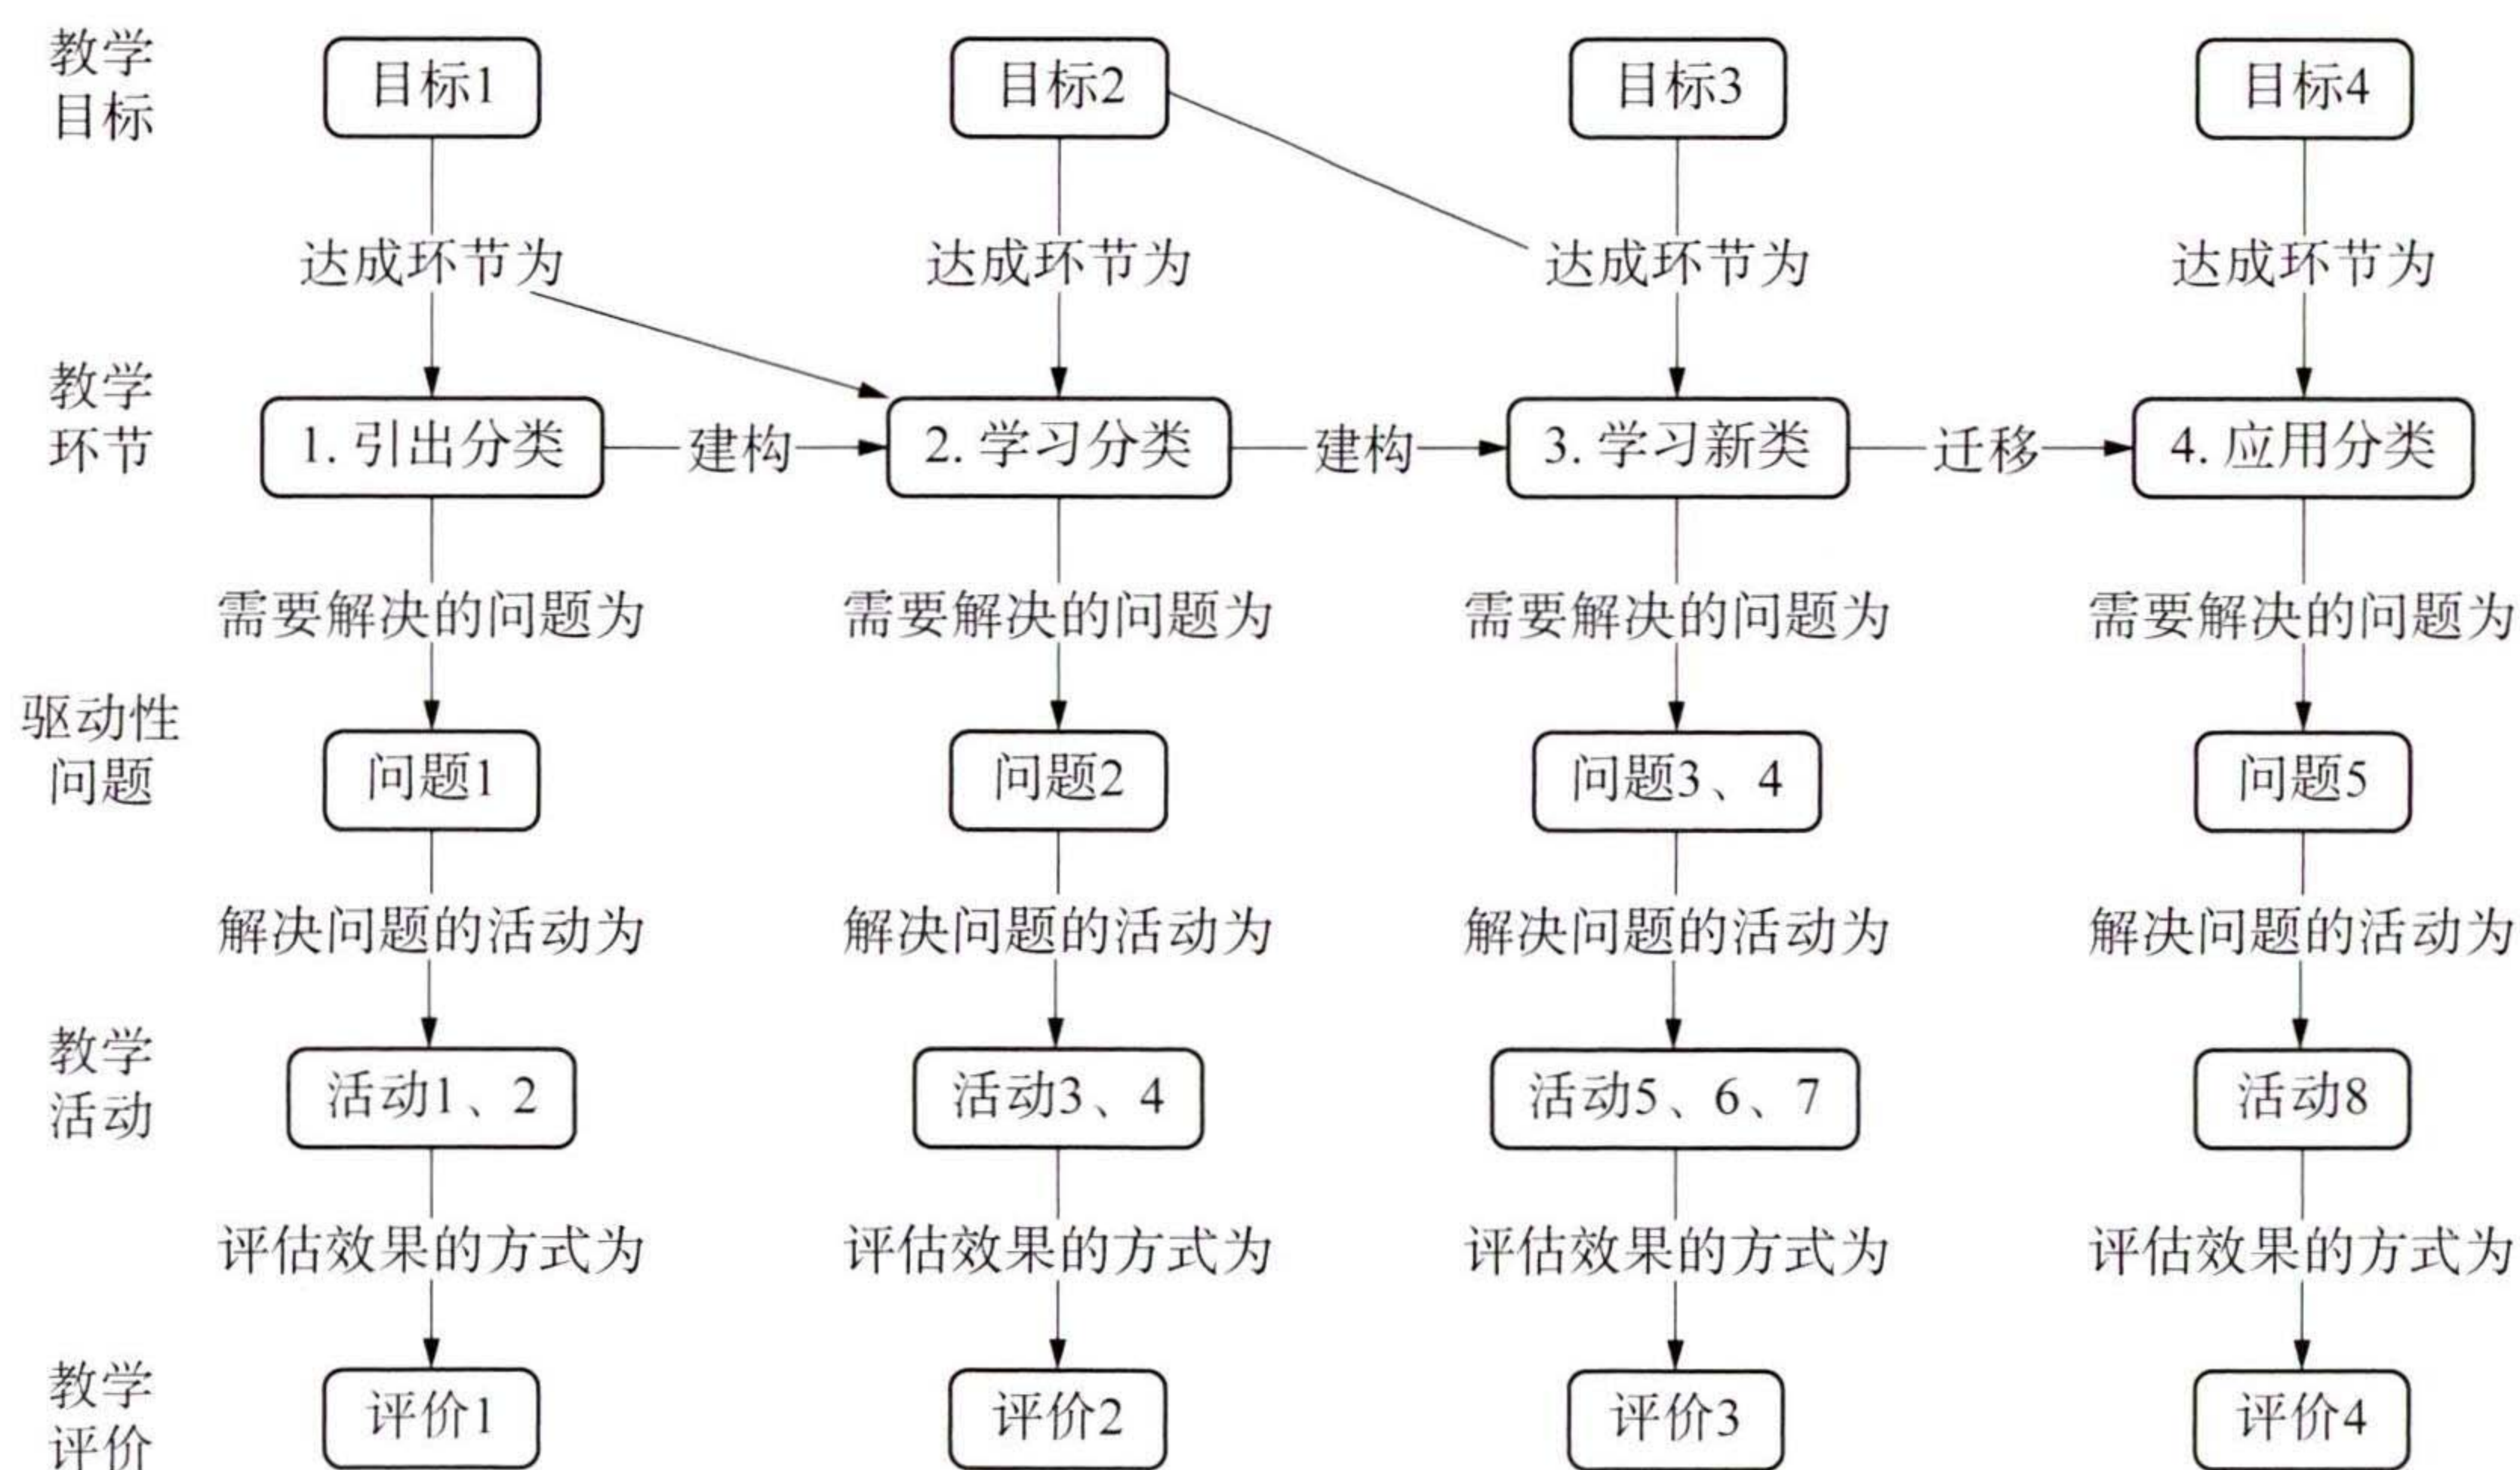 教学
目标
目标1
目标2
目标3
目标4
达成环节为
达成环节为
达成环节为
达成环节为
教学
环节
1. 引出分类
建构
2. 学习分类
建构
3. 学习新类
迁移
4. 应用分类
需要解决的问题为
需要解决的问题为
需要解决的问题为
需要解决的问题为
驱动性
问题
问题1
问题2
问题3、4
问题5
解决问题的活动为
解决问题的活动为
解决问题的活动为
解决问题的活动为
教学
活动
活动1、2
活动3、4
活动5、6、7
活动8
评估效果的方式为
评估效果的方式为
评估效果的方式为
评估效果的方式为
教学
评价
评价1
评价2
评价3
评价4